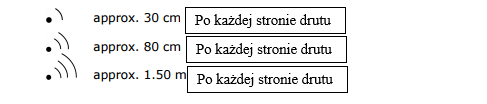 approx. 30 cm Po każdej stronie drutu
approx. 80 cm Po każdej stronie drutu
approx. 1.50 m Po każdej stronie drutu